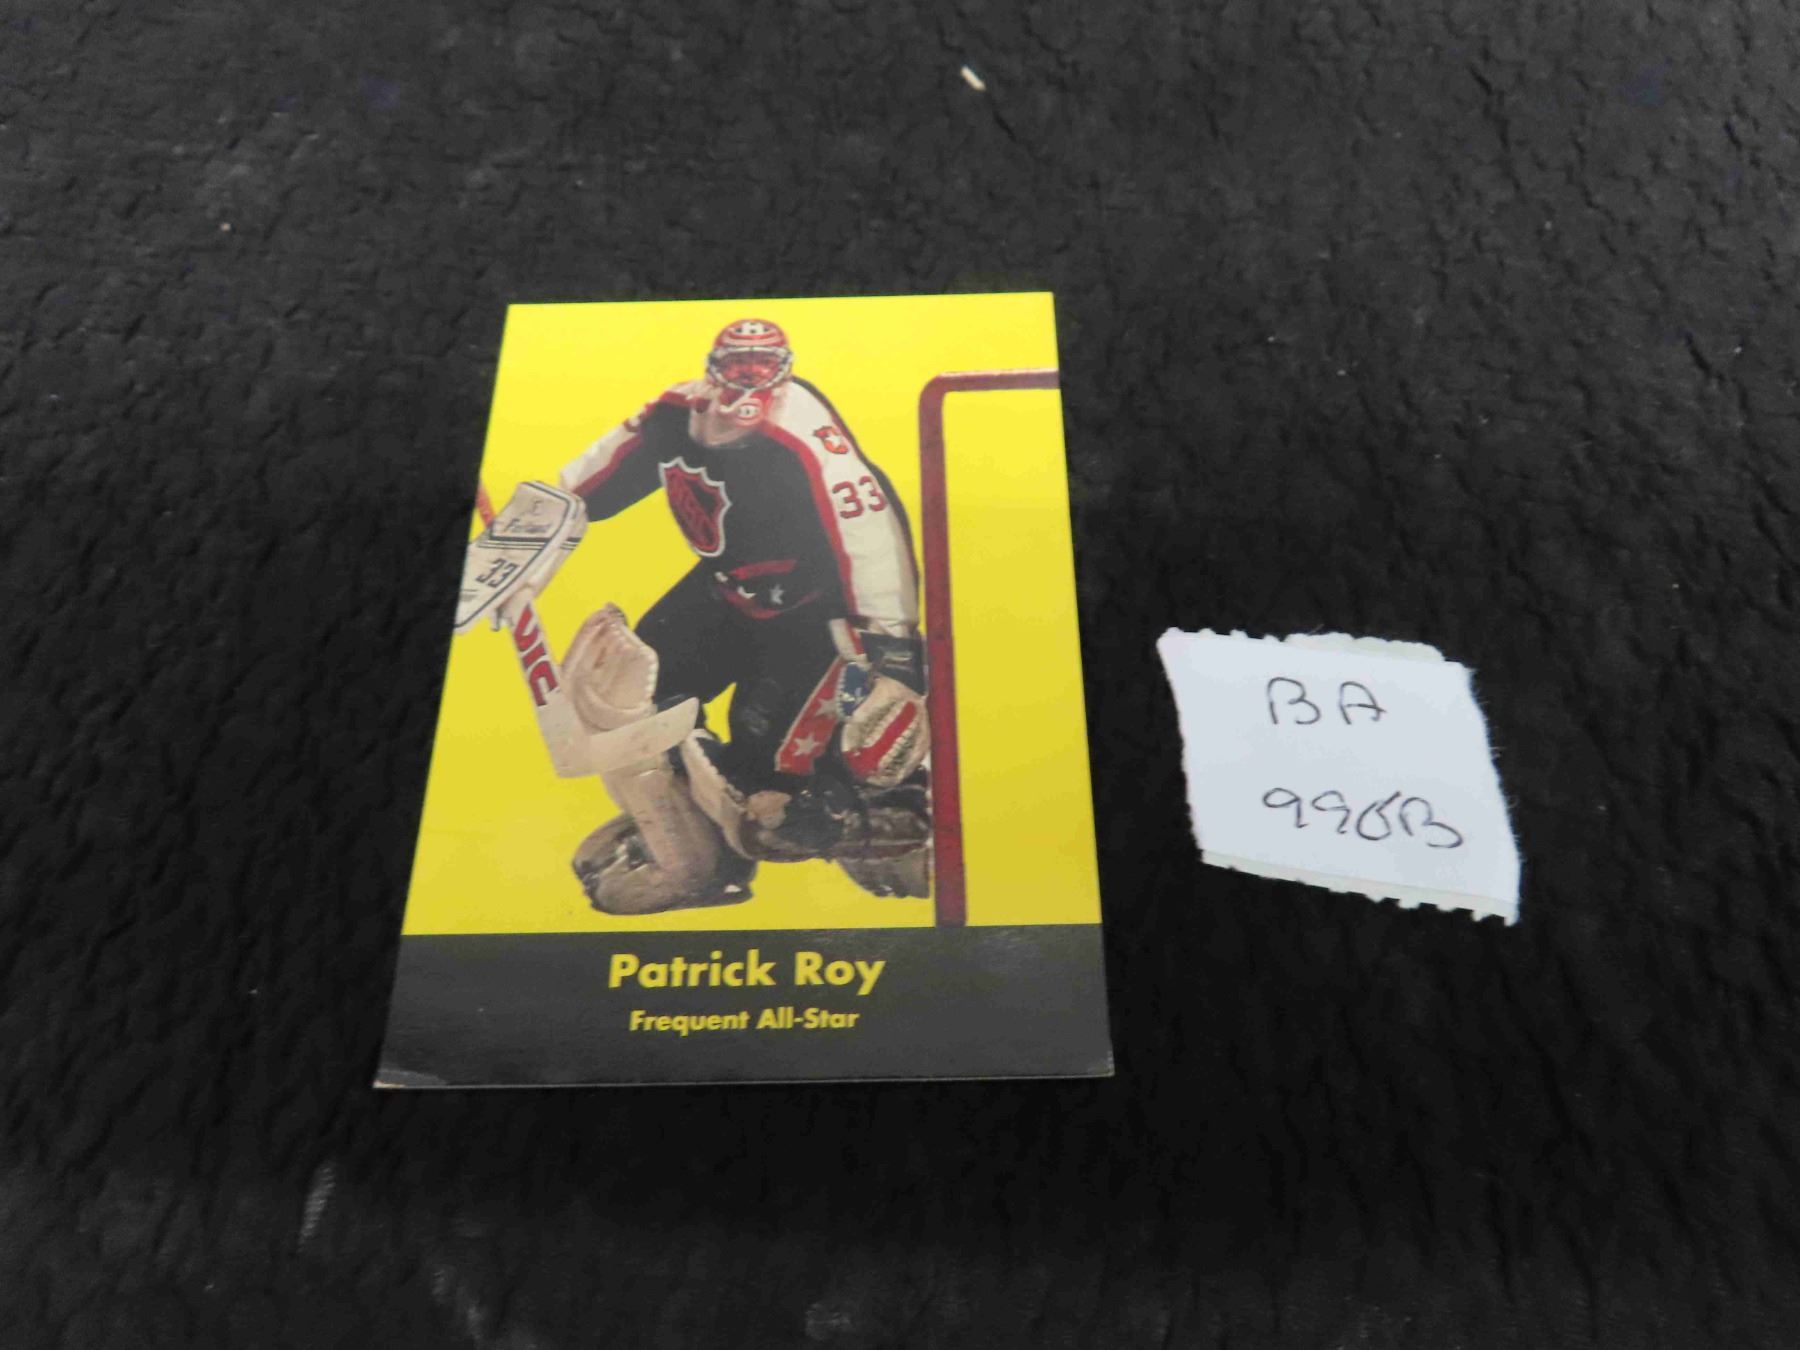 33
33
VIC
Patrick Roy
Frequent All-Star
BA
990B